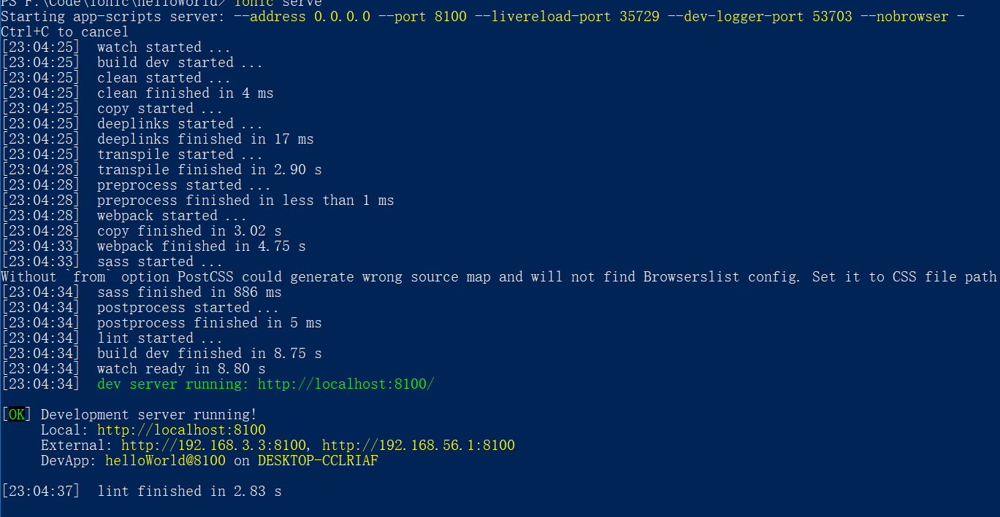 PS F:\Code\Ionic\helloWorld> ionic serve
Starting app-scripts server: --address 0.0.0.0 --port 8100 --livereload-port 35729 --dev-logger-port 53703 --nobrowser -
Ctrl+C to cancel
[23:04:25]  watch started ...
[23:04:25]  build dev started ...
[23:04:25]  clean started ...
[23:04:25]  clean finished in 4 ms
[23:04:25]  copy started ...
[23:04:25]  deeplinks started ...
[23:04:25]  deeplinks finished in 17 ms
[23:04:25]  transpile started ...
[23:04:28]  transpile finished in 2.90 s
[23:04:28]  preprocess started ...
[23:04:28]  preprocess finished in less than 1 ms
[23:04:28]  webpack started ...
[23:04:28]  copy finished in 3.02 s
[23:04:33]  webpack finished in 4.75 s
[23:04:33]  sass started ...
Without `from` option PostCSS could generate wrong source map and will not find Browserslist config. Set it to CSS file path
[23:04:34]  sass finished in 886 ms
[23:04:34]  postprocess started ...
[23:04:34]  postprocess finished in 5 ms
[23:04:34]  lint started ...
[23:04:34]  build dev finished in 8.75 s
[23:04:34]  watch ready in 8.80 s
[23:04:34]  dev server running: http://localhost:8100/
[OK] Development server running!
Local: http://localhost:8100
External: http://192.168.3.3:8100, http://192.168.56.1:8100
DevApp: helloWorld@8100 on DESKTOP-CCLRIAF
[23:04:37]  lint finished in 2.83 s